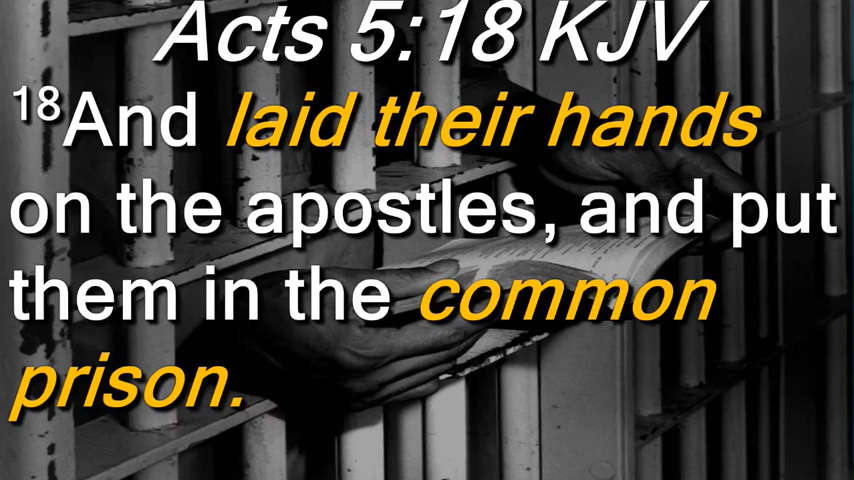 Acts 5:18 KJV
18And laid their hands
on the apostles, and put
them in the common
prison.